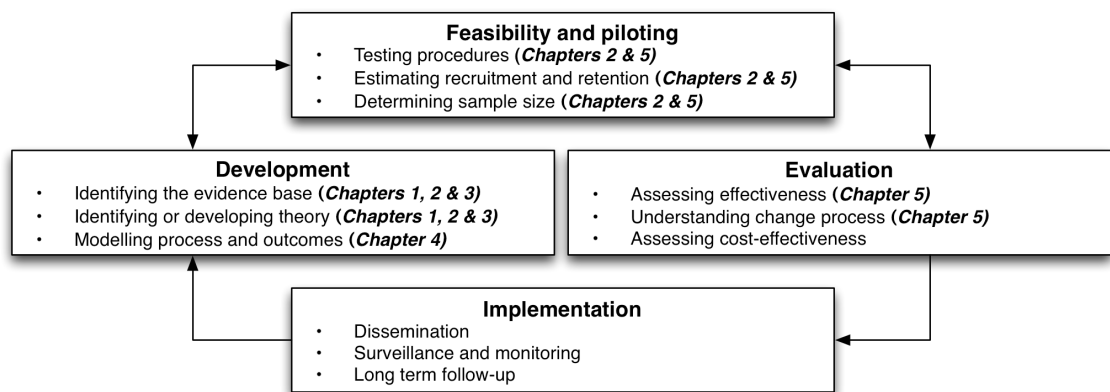 Feasibility and piloting
• Testing procedures (Chapters 2 & 5)
• Estimating recruitment and retention (Chapters 2 & 5)
• Determining sample size (Chapters 2 & 5)
Development
• Identifying the evidence base (Chapters 1, 2 & 3)
• Identifying or developing theory (Chapters 1, 2 & 3)
• Modelling process and outcomes (Chapter 4)
Evaluation
• Assessing effectiveness (Chapter 5)
• Understanding change process (Chapter 5)
• Assessing cost-effectiveness
Implementation
• Dissemination
• Surveillance and monitoring
• Long term follow-up